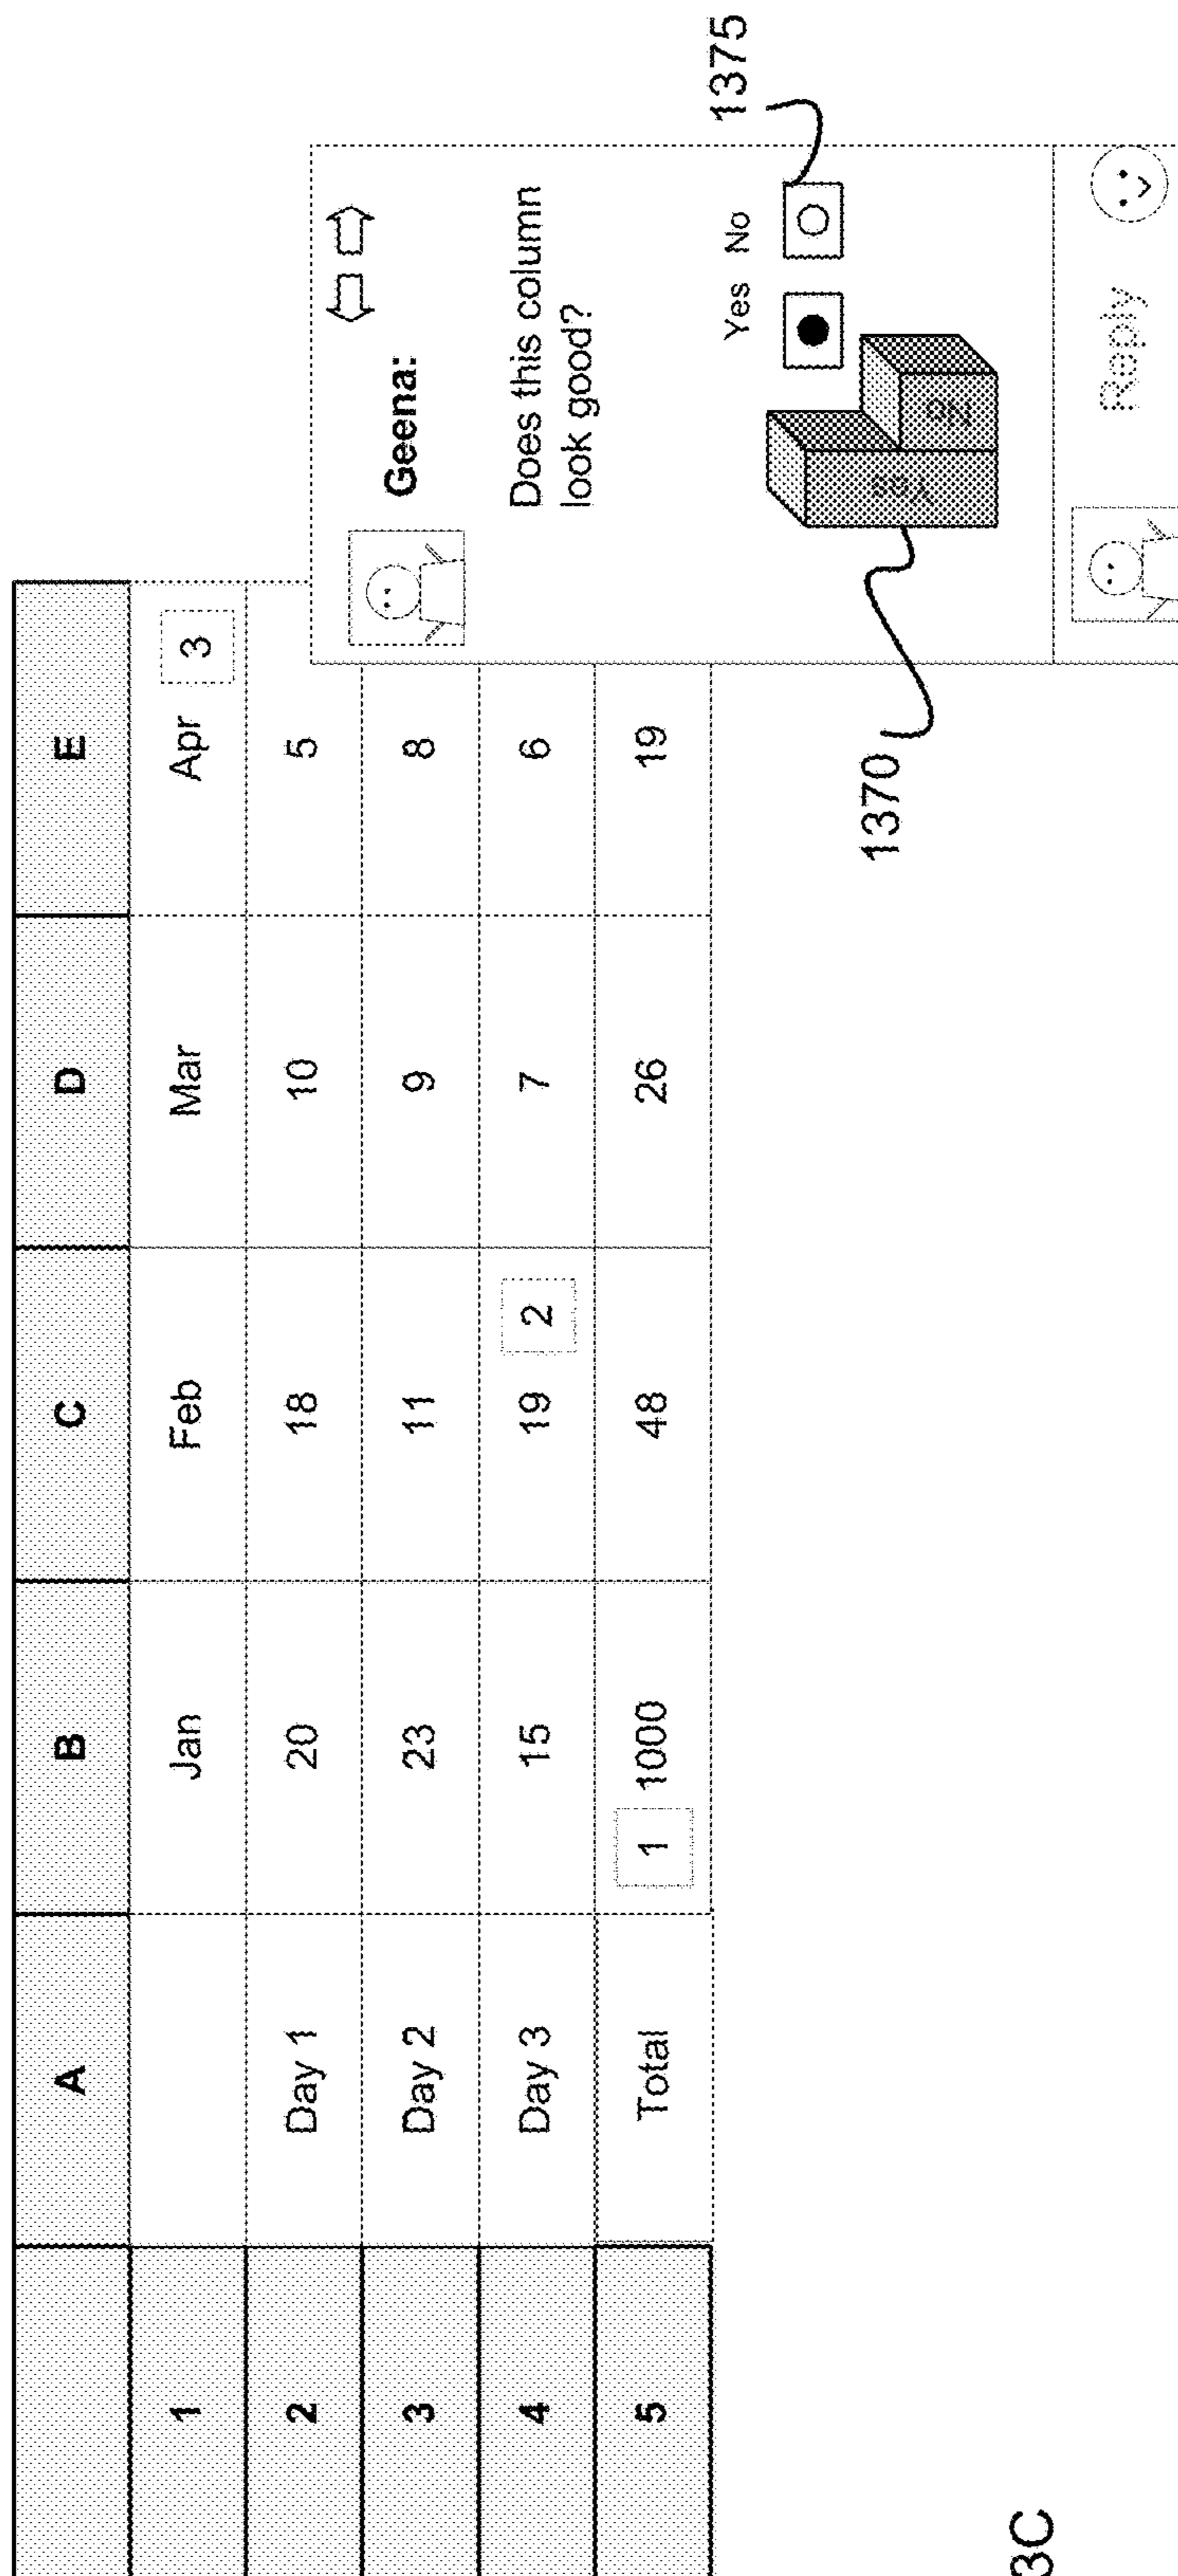 A B C D E
1 Jan Feb Mar Apr 3
2 Day 1 20 18 10 5
3 Day 2 23 11 9 8
4 Day 3 15 19 2 7 6
5 Total 1 1000 48 26 19
Geena:
Does this column
look good?
Yes No
Yes No
1375
1370
Reply
3C